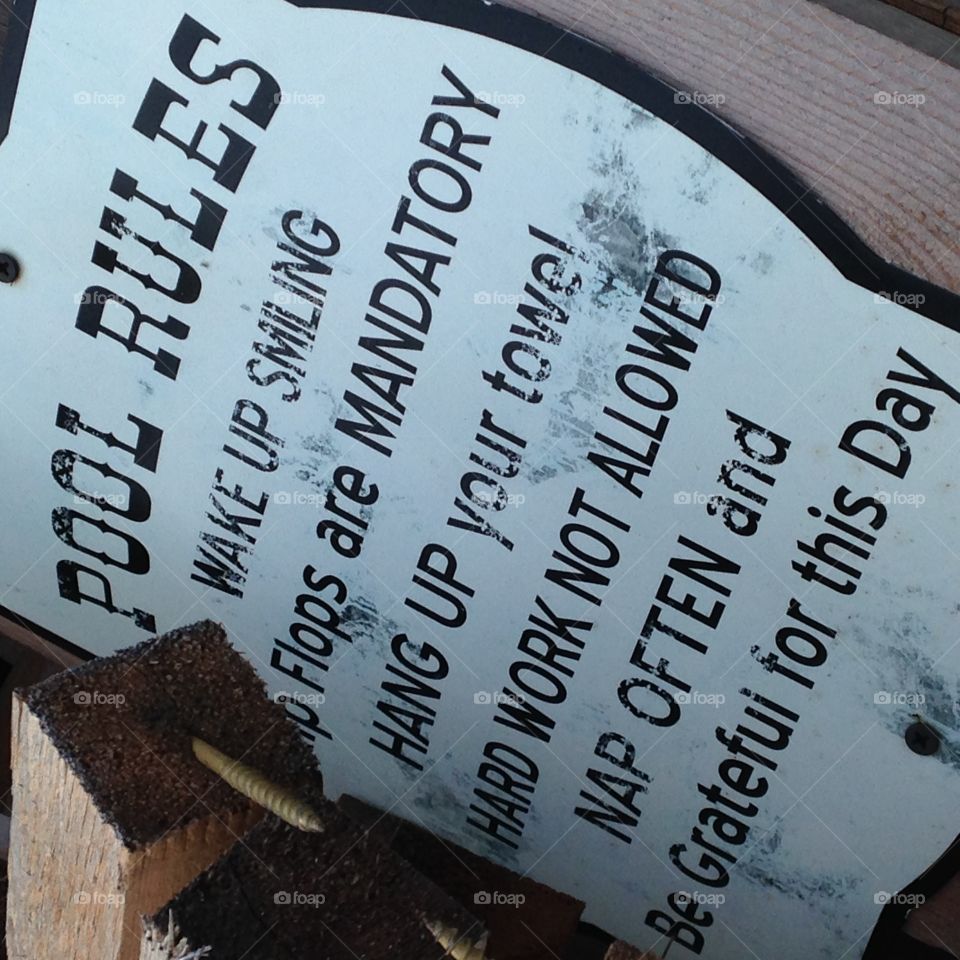 POOL RULES
WAKE UP SMILING
Flops are MANDATORY
HANG UP your towel
HARD WORK NOT ALLOWED
NAP OFTEN and
Be Grateful for this Day